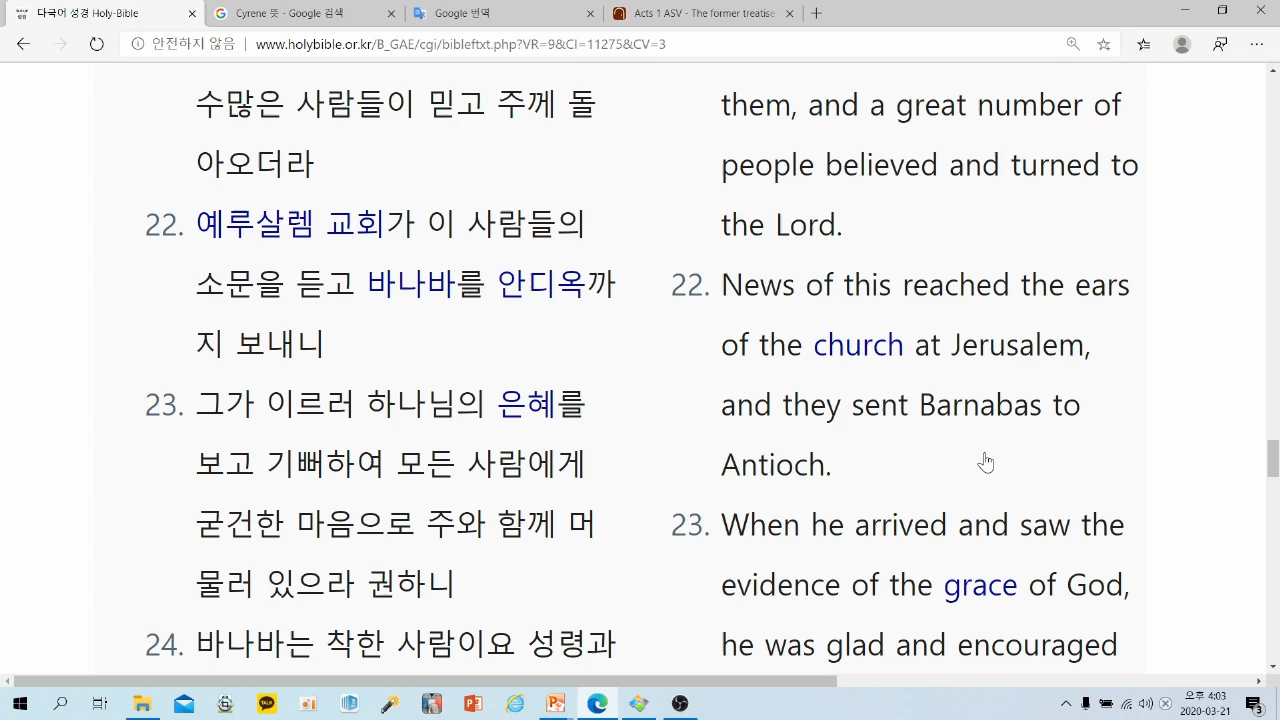 다국어 성경 Holy-Bible
Cyrene 뜻 - Google 검색
Google 번역
Acts 1 ASV - The former treatise
안전하지 않음
www.holybible.or.kr/B_GAE/cgi/bibleftxt.php?VR=9&CI=11275&CV=3
수많은 사람들이 믿고 주께 돌
아오더라
22. 예루살렘 교회가 이 사람들의
소문을 듣고 바나바를 안디옥까
지 보내니
23. 그가 이르러 하나님의 은혜를
보고 기뻐하여 모든 사람에게
굳건한 마음으로 주와 함께 머
물러 있으라 권하니
24. 바나바는 착한 사람이요 성령과
them, and a great number of
people believed and turned to
the Lord.
22. News of this reached the ears
of the church at Jerusalem,
and they sent Barnabas to
Antioch.
23. When he arrived and saw the
evidence of the grace of God,
he was glad and encouraged
오후 4:03
2020-03-21